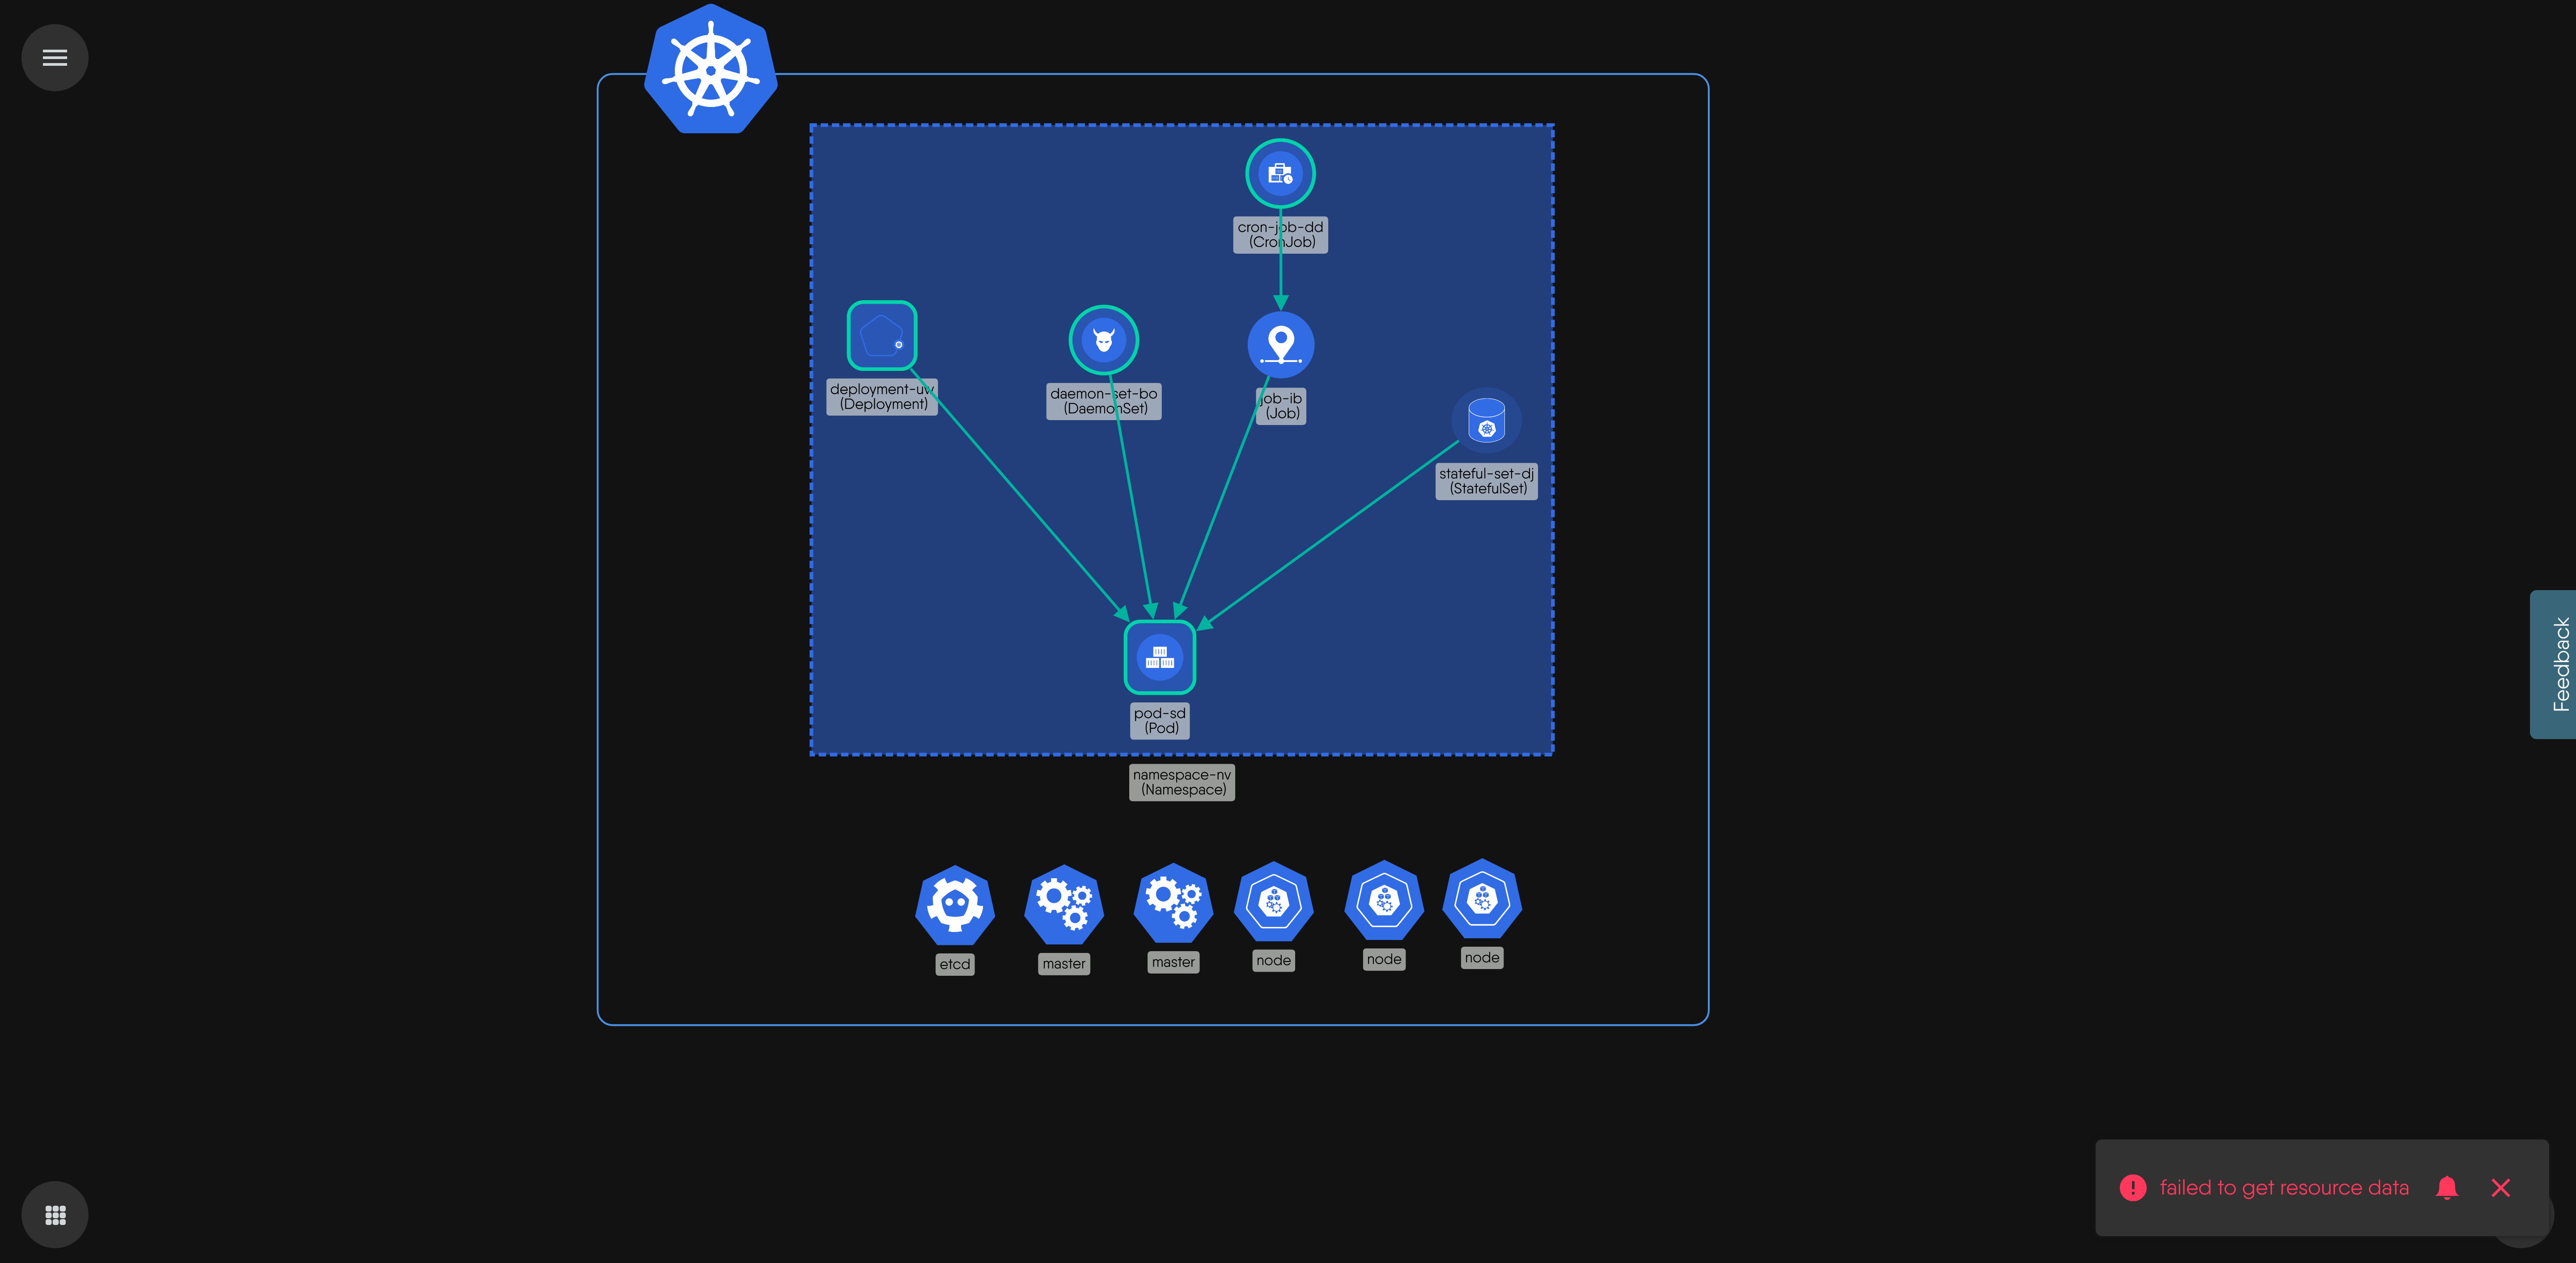 cron-job-dd
(CronJob)
deployment-uv
(Deployment)
daemon-set-bo
(DaemonSet)
job-ib
(Job)
stateful-set-dj
(StatefulSet)
pod-sd
(Pod)
namespace-nv
(Namespace)
etcd
master
master
node
node
node
Feedback
failed to get resource data